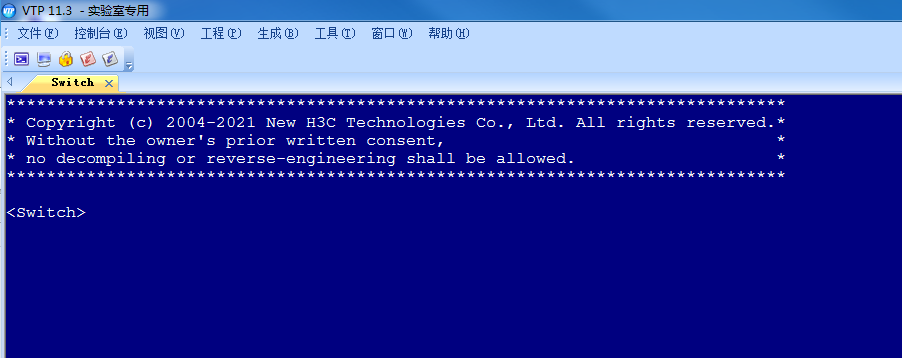 VTP 11.3 - 实验室专用
文件(F) 控制台(E) 视图(V) 工程(P) 生成(B) 工具(T) 窗口(W) 帮助(H)
Switch
*******************************************************************************
* Copyright (c) 2004-2021 New H3C Technologies Co., Ltd. All rights reserved.*
* Without the owner's prior written consent, *
* no decompiling or reverse-engineering shall be allowed. *
*******************************************************************************
<Switch>